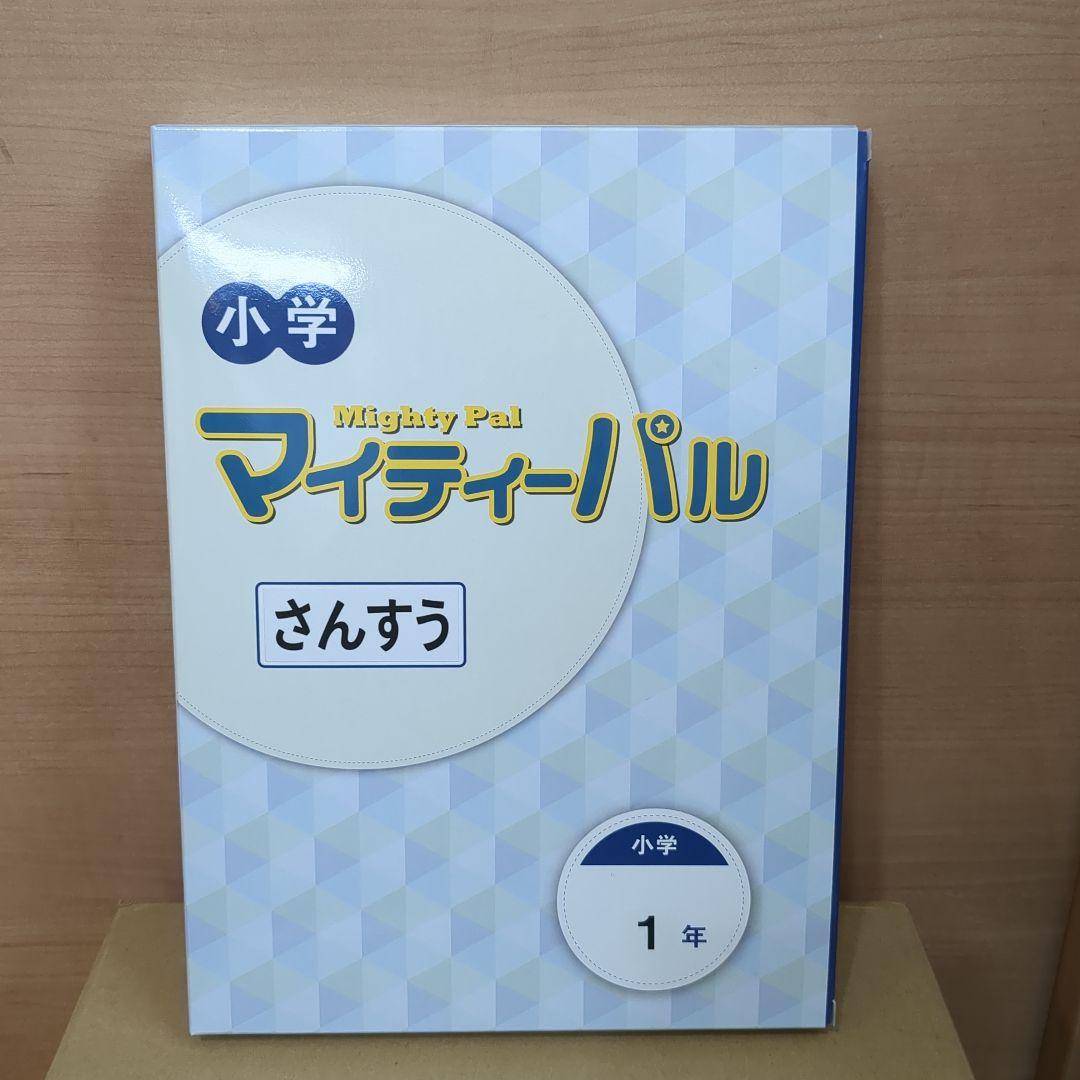 小学
Mighty Pal
マイティーパル
さんすう
小学
1年